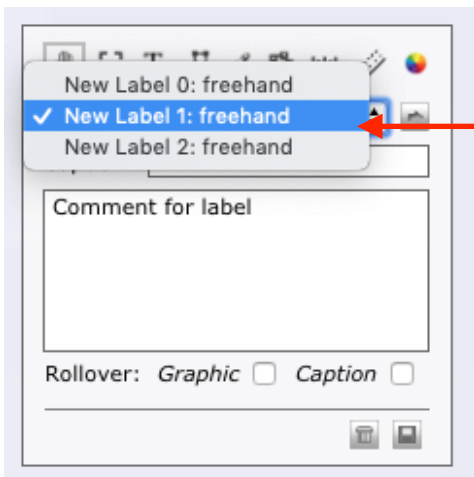 New Label 0: freehand
✓ New Label 1: freehand
New Label 2: freehand
Comment for label
Rollover: Graphic Caption